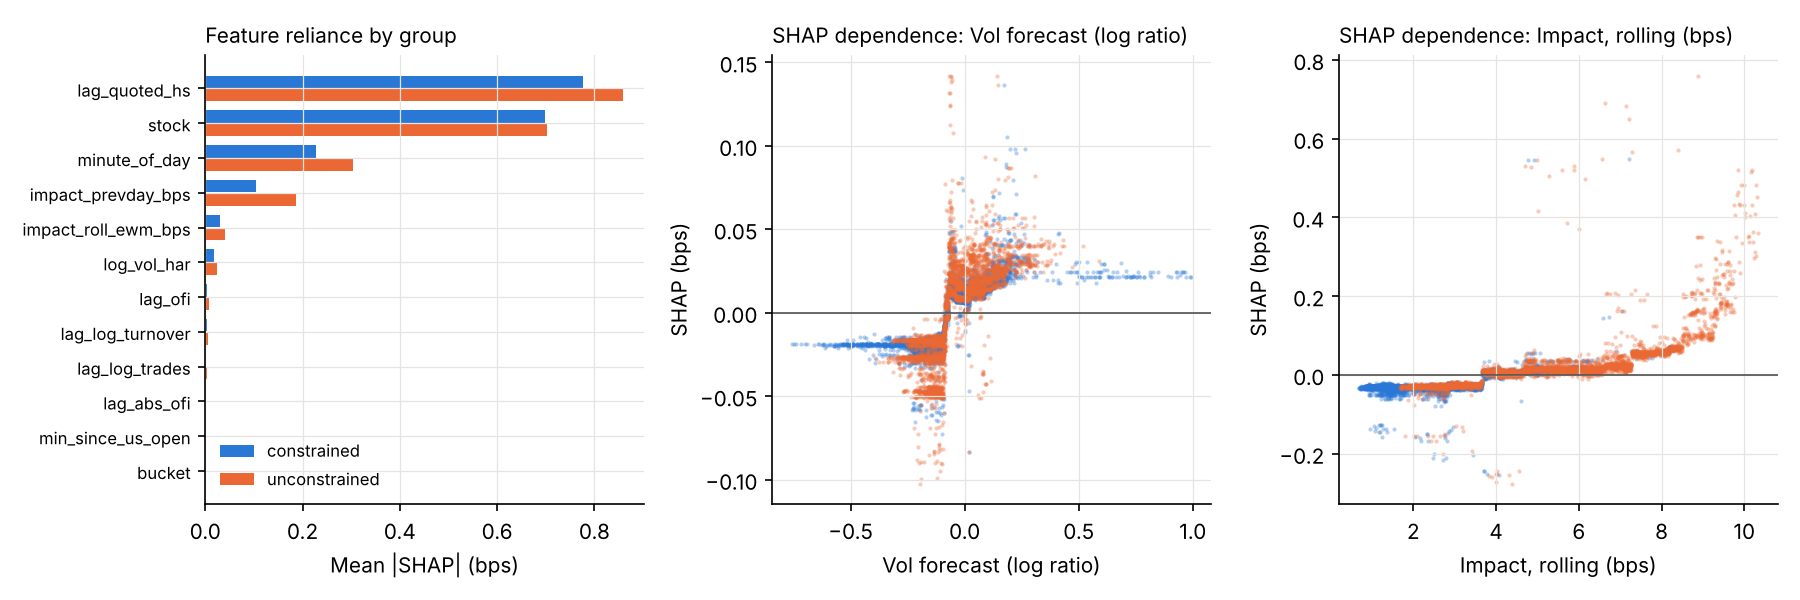 Feature reliance by group
lag_quoted_hs
stock
minute_of_day
impact_prevday_bps
impact_roll_ewm_bps
log_vol_har
lag_ofi
lag_log_turnover
lag_log_trades
lag_abs_ofi
min_since_us_open
bucket
constrained
unconstrained
0.0 0.2 0.4 0.6 0.8
Mean |SHAP| (bps)
SHAP dependence: Vol forecast (log ratio)
SHAP (bps)
0.15
0.10
0.05
0.00
−0.05
−0.10
−0.5 0.0 0.5 1.0
Vol forecast (log ratio)
SHAP dependence: Impact, rolling (bps)
SHAP (bps)
0.8
0.6
0.4
0.2
0.0
−0.2
2 4 6 8 10
Impact, rolling (bps)